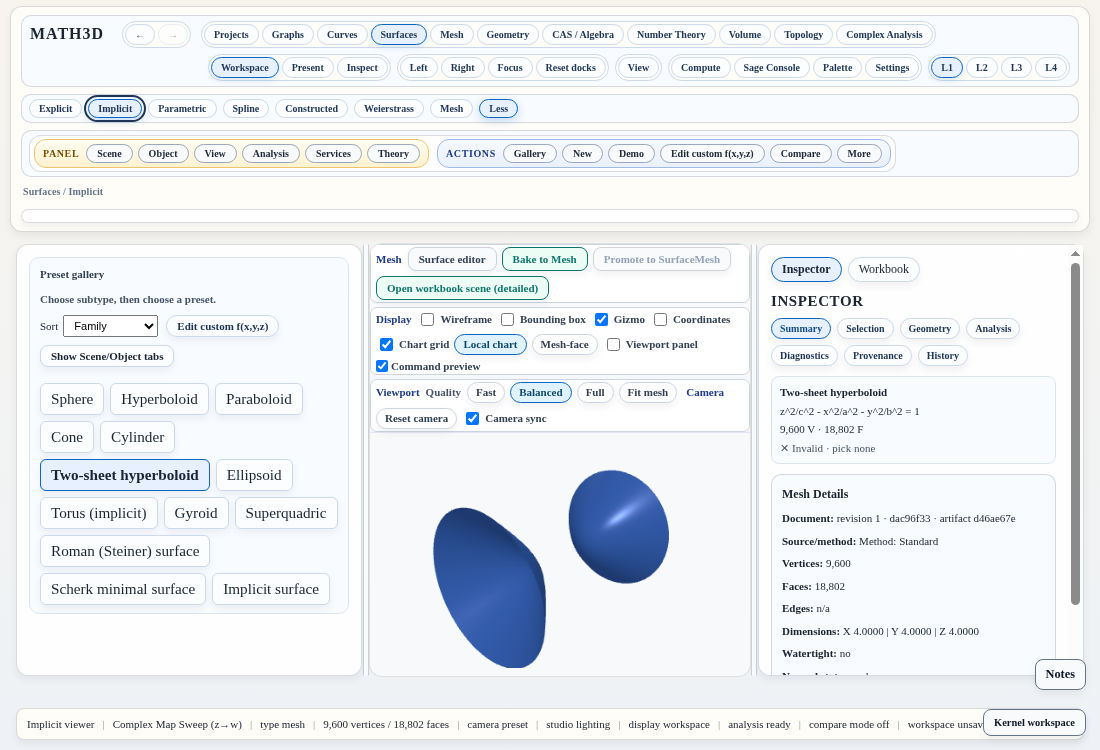 MATH3D ← → Projects Graphs Curves Surfaces Mesh Geometry CAS / Algebra Number Theory Volume Topology Complex Analysis
Workspace Present Inspect Left Right Focus Reset docks View Compute Sage Console Palette Settings L1 L2 L3 L4
Explicit Implicit Parametric Spline Constructed Weierstrass Mesh Less
PANEL Scene Object View Analysis Services Theory ACTIONS Gallery New Demo Edit custom f(x,y,z) Compare More
Surfaces / Implicit
Preset gallery
Choose subtype, then choose a preset.
Sort Family Edit custom f(x,y,z)
Show Scene/Object tabs
Sphere Hyperboloid Paraboloid
Cone Cylinder
Two-sheet hyperboloid Ellipsoid
Torus (implicit) Gyroid Superquadric
Roman (Steiner) surface
Scherk minimal surface Implicit surface
Mesh Surface editor Bake to Mesh Promote to SurfaceMesh
Open workbook scene (detailed)
Display Wireframe Bounding box Gizmo Coordinates
Chart grid Local chart Mesh-face Viewport panel
Command preview
Viewport Quality Fast Balanced Full Fit mesh Camera
Reset camera Camera sync
Inspector Workbook
INSPECTOR
Summary Selection Geometry Analysis
Diagnostics Provenance History
Two-sheet hyperboloid
z^2/c^2 - x^2/a^2 - y^2/b^2 = 1
9,600 V · 18,802 F
✕ Invalid · pick none
Mesh Details
Document: revision 1 · dac96f33 · artifact d46ae67e
Source/method: Method: Standard
Vertices: 9,600
Faces: 18,802
Edges: n/a
Dimensions: X 4.0000 | Y 4.0000 | Z 4.0000
Watertight: no
Notes
Implicit viewer | Complex Map Sweep (z→w) | type mesh | 9,600 vertices / 18,802 faces | camera preset | studio lighting | display workspace | analysis ready | compare mode off | workspace unsav
Kernel workspace